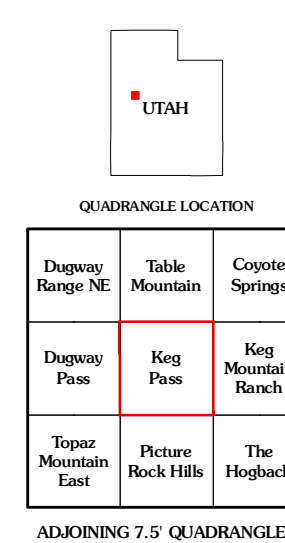 UTAH
QUADRANGLE LOCATION
Dugway
Range NE
Table
Mountain
Coyote
Springs
Dugway
Pass
Keg
Pass
Keg
Mountai
Ranch
Topaz
Mountain
East
Picture
Rock Hills
The
Hogbac
ADJOINING 7.5' QUADRANGLE